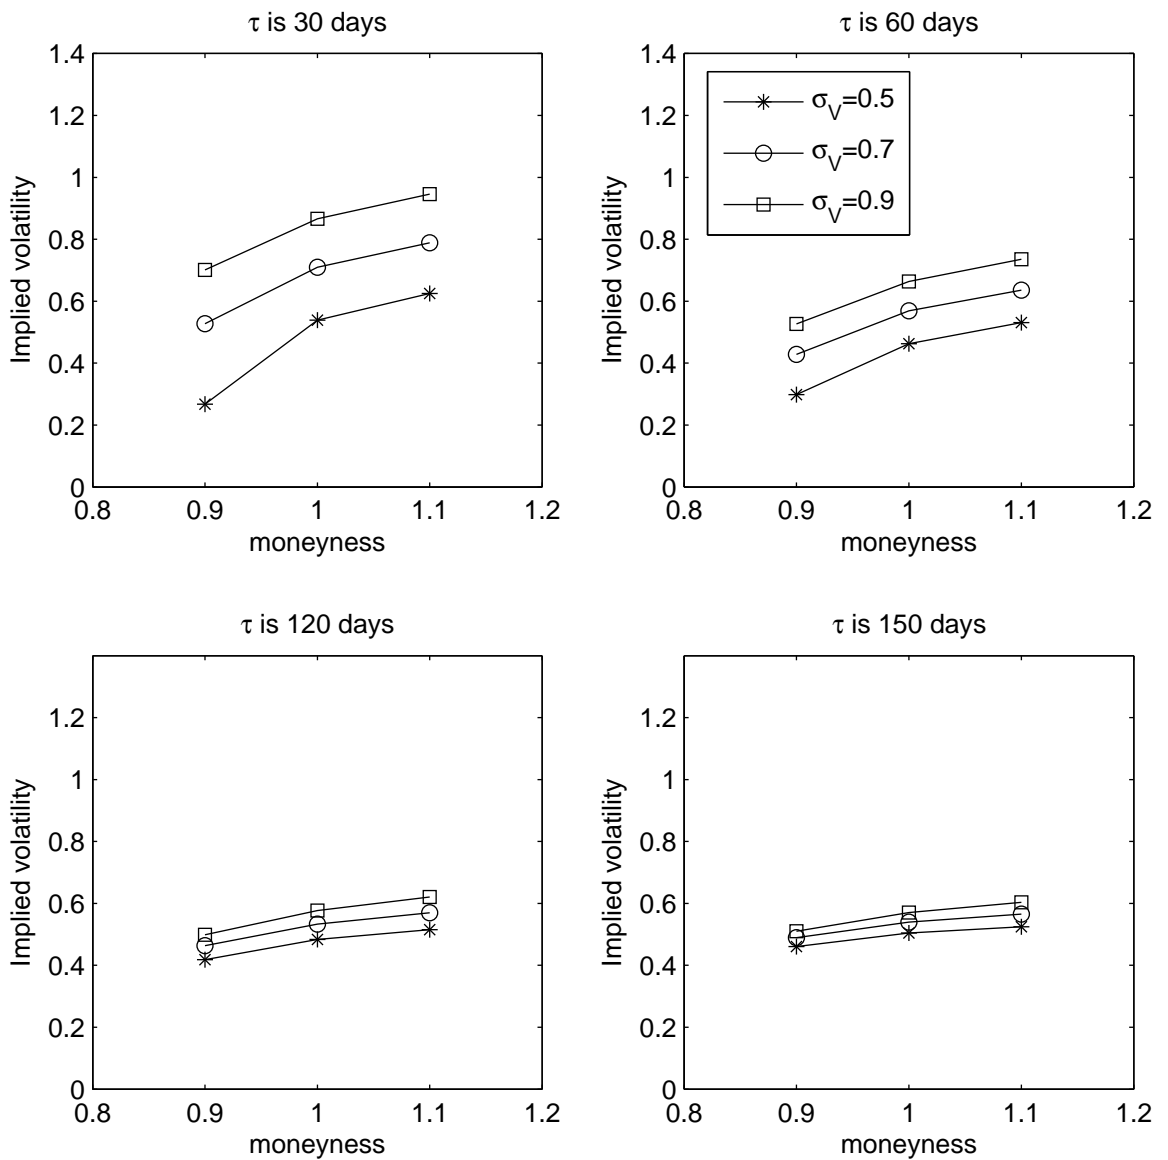 τ is 30 days
1.4
1.2
1
0.8
0.6
0.4
0.2
0
0.8 0.9 1 1.1 1.2
moneyness
Implied volatility
τ is 60 days
1.4
1.2
1
0.8
0.6
0.4
0.2
0
0.8 0.9 1 1.1 1.2
moneyness
Implied volatility
σ_V=0.5
σ_V=0.7
σ_V=0.9
τ is 120 days
1.2
1
0.8
0.6
0.4
0.2
0
0.8 0.9 1 1.1 1.2
moneyness
Implied volatility
τ is 150 days
1.2
1
0.8
0.6
0.4
0.2
0
0.8 0.9 1 1.1 1.2
moneyness
Implied volatility